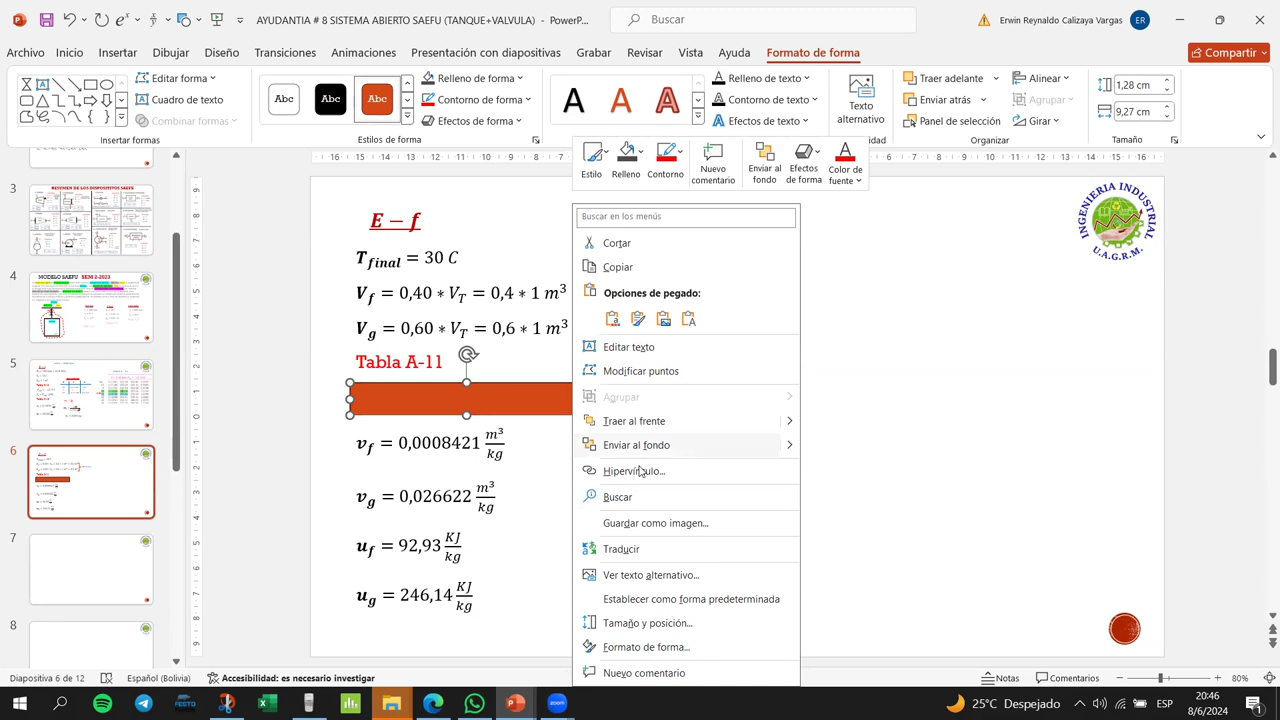 AYUDANTIA # 8 SISTEMA ABIERTO SAEFU (TANQUE+VALVULA) - PowerP...
Buscar
Erwin Reynaldo Calizaya Vargas
ER
Archivo Inicio Insertar Dibujar Diseño Transiciones Animaciones Presentación con diapositivas Grabar Revisar Vista Ayuda Formato de forma
Compartir
Editar forma
Cuadro de texto
Combinar formas
Insertar formas
Abc Abc Abc
Relleno de forma
Contorno de forma
Efectos de forma
Estilos de forma
A A A
Relleno de texto
Contorno de texto
Efectos de texto
Texto alternativo
Traer adelante
Enviar atrás
Panel de selección
Alinear
Agrupar
Girar
Organizar
1,28 cm
9,27 cm
Tamaño
Estilo
Relleno
Contorno
Nuevo comentario
Enviar al fondo
Efectos de forma
Color de fuente
Buscar en los menús
Cortar
Copiar
Opciones de pegado:
Editar texto
Modificar puntos
Agrupar
Traer al frente
Enviar al fondo
Hipervínculo...
Buscar
Guardar como imagen...
Traducir
Ver texto alternativo...
Establecer como forma predeterminada
Tamaño y posición...
Formato de forma...
Nuevo comentario
3
RESUMEN DE LOS DISPOSITIVOS SAEFE
4
MODELO SAEFU SEM 2-2023
5
6
7
8
E − f
T_final = 30 C
V_f = 0,40 * V_T = 0,4 * 1 m³
V_g = 0,60 * V_T = 0,6 * 1 m³
Tabla A-11
v_f = 0,0008421 m³/kg
v_g = 0,026622 m³/kg
u_f = 92,93 KJ/kg
u_g = 246,14 KJ/kg
INGENIERIA INDUSTRIAL
U.A.G.R.M.
Diapositiva 6 de 12
Español (Bolivia)
Accesibilidad: es necesario investigar
Notas
Comentarios
80%
25°C Despejado
ESP
20:46
8/6/2024